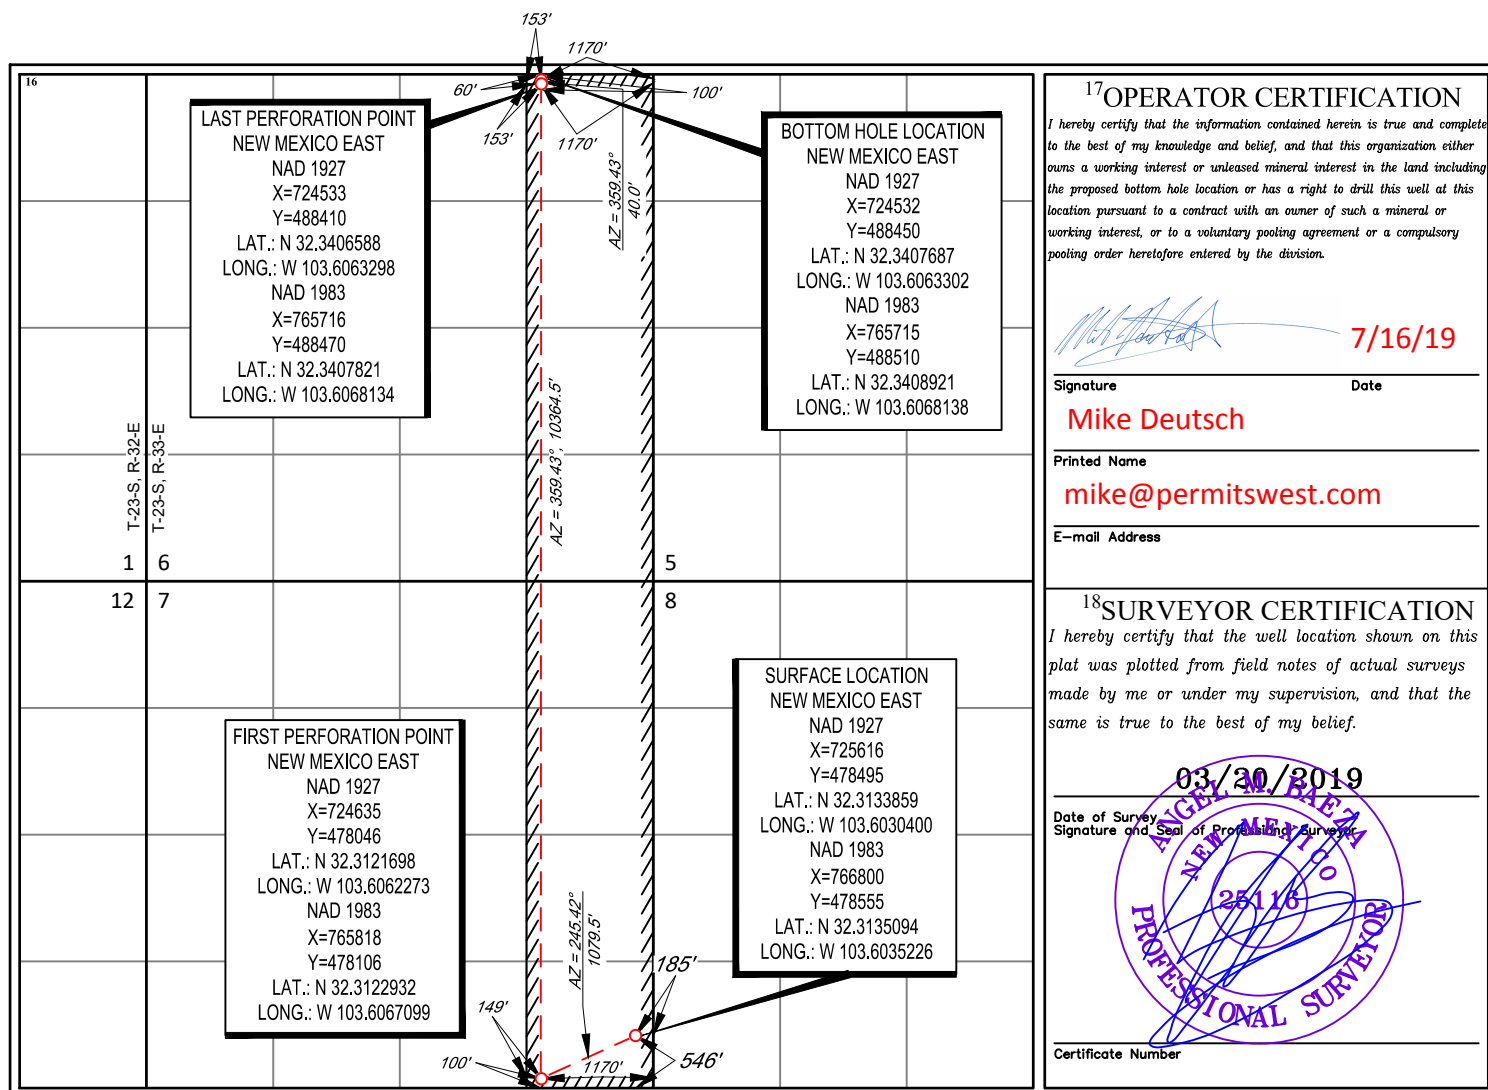 16
153'
1170'
60'
100'
153'
1170'
LAST PERFORATION POINT
NEW MEXICO EAST
NAD 1927
X=724533
Y=488410
LAT.: N 32.3406588
LONG.: W 103.6063298
NAD 1983
X=765716
Y=488470
LAT.: N 32.3407821
LONG.: W 103.6068134
AZ = 359.43°
40.0'
BOTTOM HOLE LOCATION
NEW MEXICO EAST
NAD 1927
X=724532
Y=488450
LAT.: N 32.3407687
LONG.: W 103.6063302
NAD 1983
X=765715
Y=488510
LAT.: N 32.3408921
LONG.: W 103.6068138
T-23-S, R-32-E
T-23-S, R-33-E
AZ = 359.43°, 10364.5'
1 6
5
12 7
8
FIRST PERFORATION POINT
NEW MEXICO EAST
NAD 1927
X=724635
Y=478046
LAT.: N 32.3121698
LONG.: W 103.6062273
NAD 1983
X=765818
Y=478106
LAT.: N 32.3122932
LONG.: W 103.6067099
SURFACE LOCATION
NEW MEXICO EAST
NAD 1927
X=725616
Y=478495
LAT.: N 32.3133859
LONG.: W 103.6030400
NAD 1983
X=766800
Y=478555
LAT.: N 32.3135094
LONG.: W 103.6035226
AZ = 245.42°
1079.5'
185'
149'
100'
1170'
546'
17OPERATOR CERTIFICATION
I hereby certify that the information contained herein is true and complete
to the best of my knowledge and belief, and that this organization either
owns a working interest or unleased mineral interest in the land including
the proposed bottom hole location or has a right to drill this well at this
location pursuant to a contract with an owner of such a mineral or
working interest, or to a voluntary pooling agreement or a compulsory
pooling order heretofore entered by the division.
7/16/19
Signature Date
Mike Deutsch
Printed Name
mike@permitswest.com
E-mail Address
18SURVEYOR CERTIFICATION
I hereby certify that the well location shown on this
plat was plotted from field notes of actual surveys
made by me or under my supervision, and that the
same is true to the best of my belief.
03/20/2019
Date of Survey
Signature and Seal of Professional Surveyor
ANGEL M. BAEZA
NEW MEXICO
25116
PROFESSIONAL SURVEYOR
Certificate Number